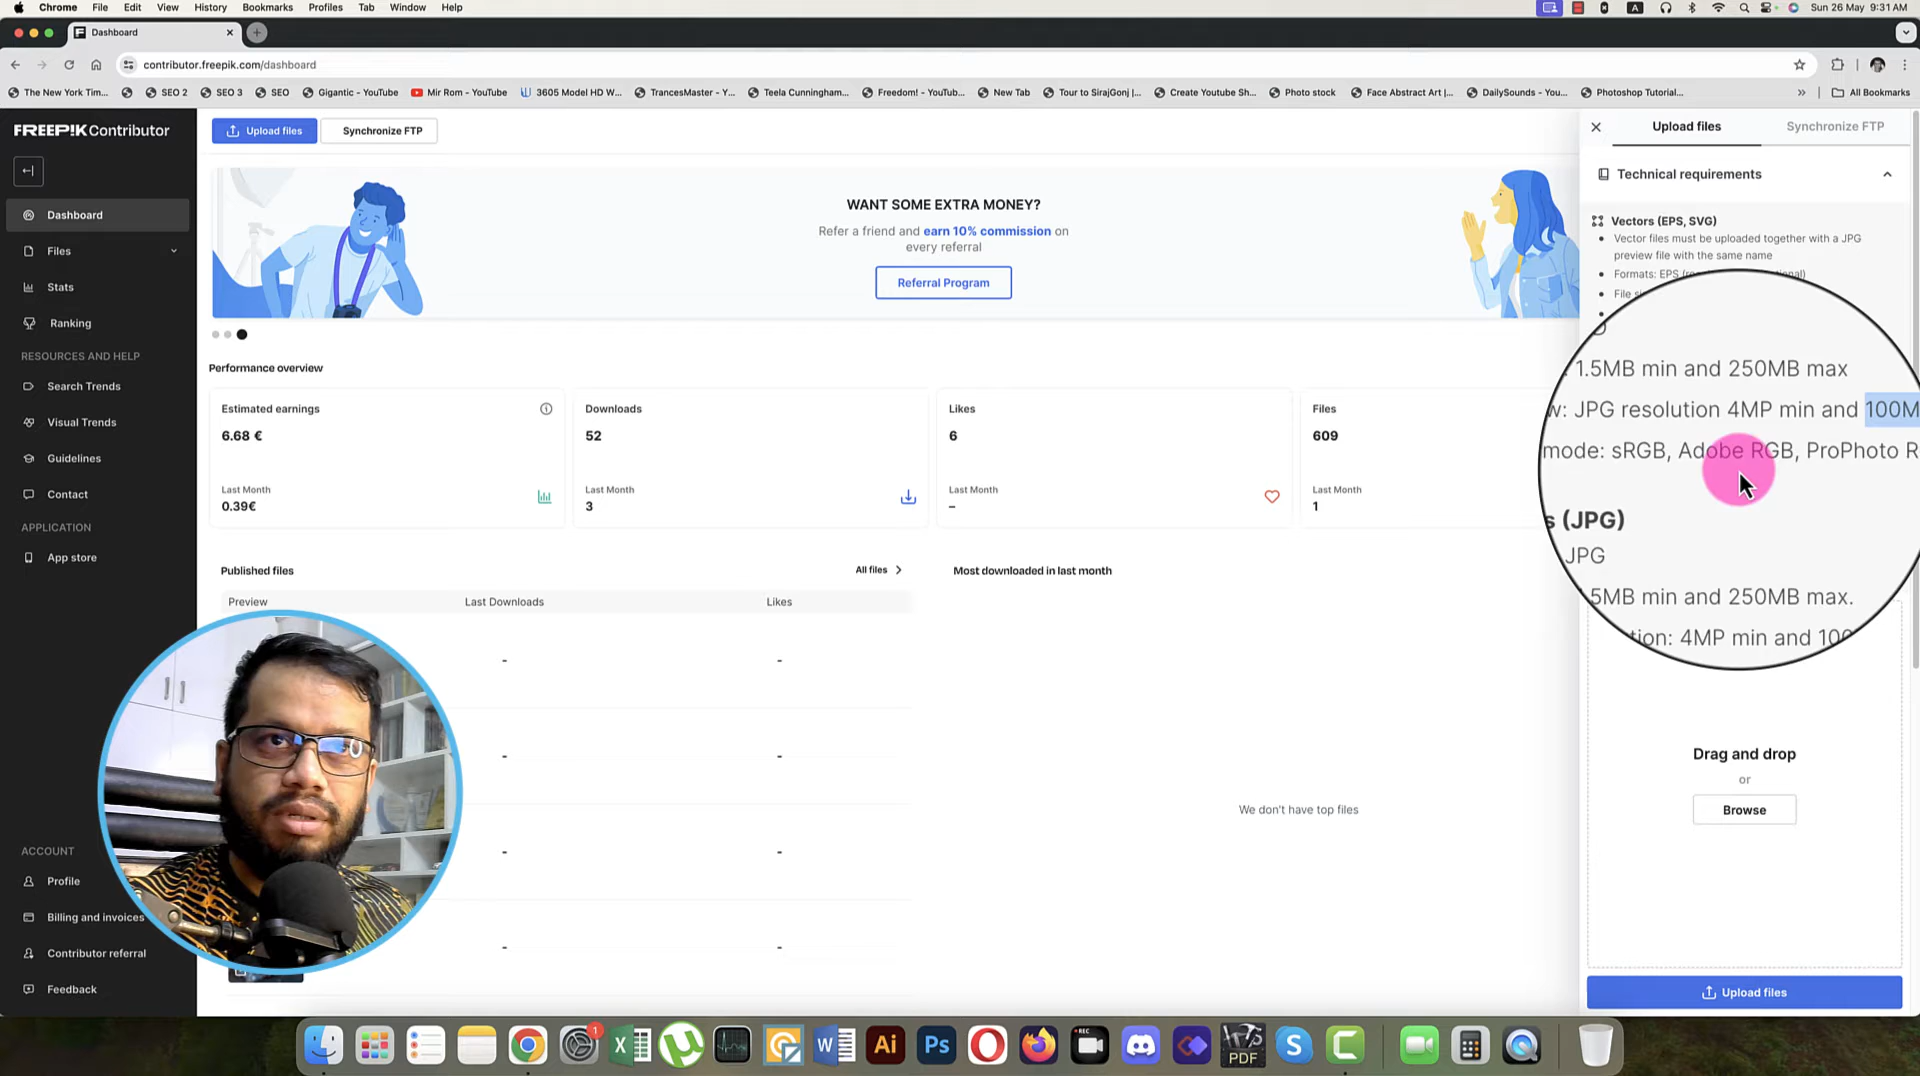 Chrome File Edit View History Bookmarks Profiles Tab Window Help
A
Sun 26 May 9:31 AM
Dashboard
contributor.freepik.com/dashboard
The New York Tim...
SEO 2
SEO 3
SEO
Gigantic - YouTube
Mir Rom - YouTube
3605 Model HD W...
TrancesMaster - Y...
Teela Cunningham...
Freedom! - YouTub...
New Tab
Tour to SirajGonj |...
Create Youtube Sh...
Photo stock
Face Abstract Art |...
DailySounds - You...
Photoshop Tutorial...
»
All Bookmarks
FREEPIK Contributor
Dashboard
Files
Stats
Ranking
RESOURCES AND HELP
Search Trends
Visual Trends
Guidelines
Contact
APPLICATION
App store
ACCOUNT
Profile
Billing and invoices
Contributor referral
Feedback
Upload files
Synchronize FTP
WANT SOME EXTRA MONEY?
Refer a friend and earn 10% commission on
every referral
Referral Program
Performance overview
Estimated earnings
6.68 €
Last Month
0.39€
Downloads
52
Last Month
3
Likes
6
Last Month
–
Files
609
Last Month
1
Published files
All files
Preview
Last Downloads
Likes
- -
- -
- -
- -
Most downloaded in last month
We don't have top files
Upload files
Synchronize FTP
Technical requirements
Vectors (EPS, SVG)
Vector files must be uploaded together with a JPG
preview file with the same name
Formats: EPS
File
1.5MB min and 250MB max
w: JPG resolution 4MP min and 100M
mode: sRGB, Adobe RGB, ProPhoto R
s (JPG)
JPG
5MB min and 250MB max.
tion: 4MP min and 100
Drag and drop
or
Browse
Upload files
1
X
W
Ai
Ps
REC
PDF
S
C